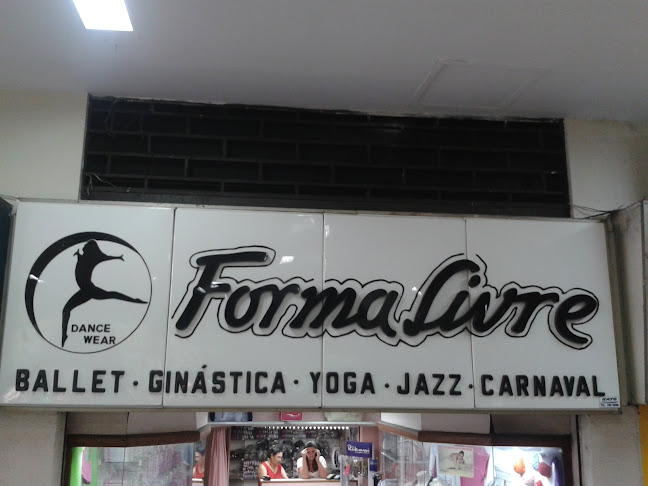 Forma Livre
DANCE
WEAR
BALLET · GINÁSTICA · YOGA · JAZZ · CARNAVAL